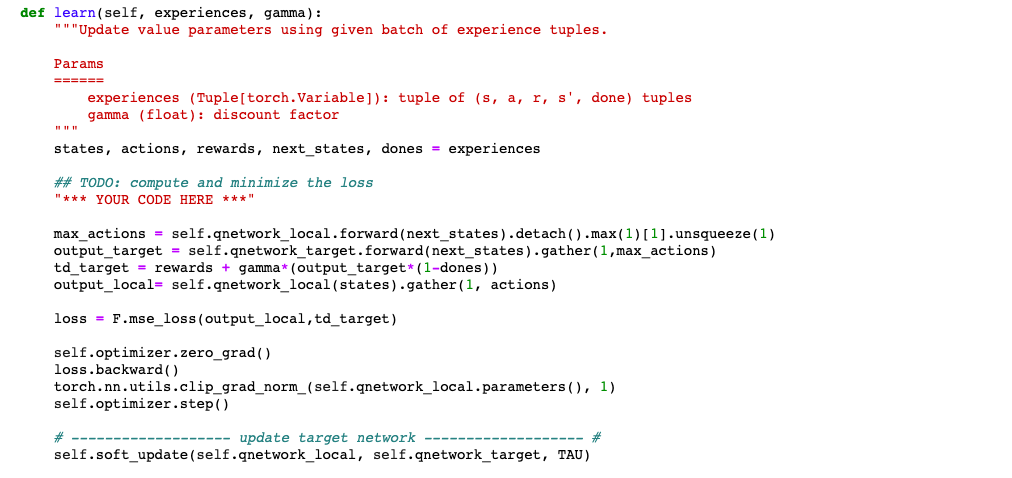 def learn(self, experiences, gamma):
    """Update value parameters using given batch of experience tuples.

    Params
    ======
        experiences (Tuple[torch.Variable]): tuple of (s, a, r, s', done) tuples
        gamma (float): discount factor
    """
    states, actions, rewards, next_states, dones = experiences

    ## TODO: compute and minimize the loss
    "*** YOUR CODE HERE ***"

    max_actions = self.qnetwork_local.forward(next_states).detach().max(1)[1].unsqueeze(1)
    output_target = self.qnetwork_target.forward(next_states).gather(1,max_actions)
    td_target = rewards + gamma*(output_target*(1-dones))
    output_local= self.qnetwork_local(states).gather(1, actions)

    loss = F.mse_loss(output_local,td_target)

    self.optimizer.zero_grad()
    loss.backward()
    torch.nn.utils.clip_grad_norm_(self.qnetwork_local.parameters(), 1)
    self.optimizer.step()

    # ------------------- update target network ------------------- #
    self.soft_update(self.qnetwork_local, self.qnetwork_target, TAU)